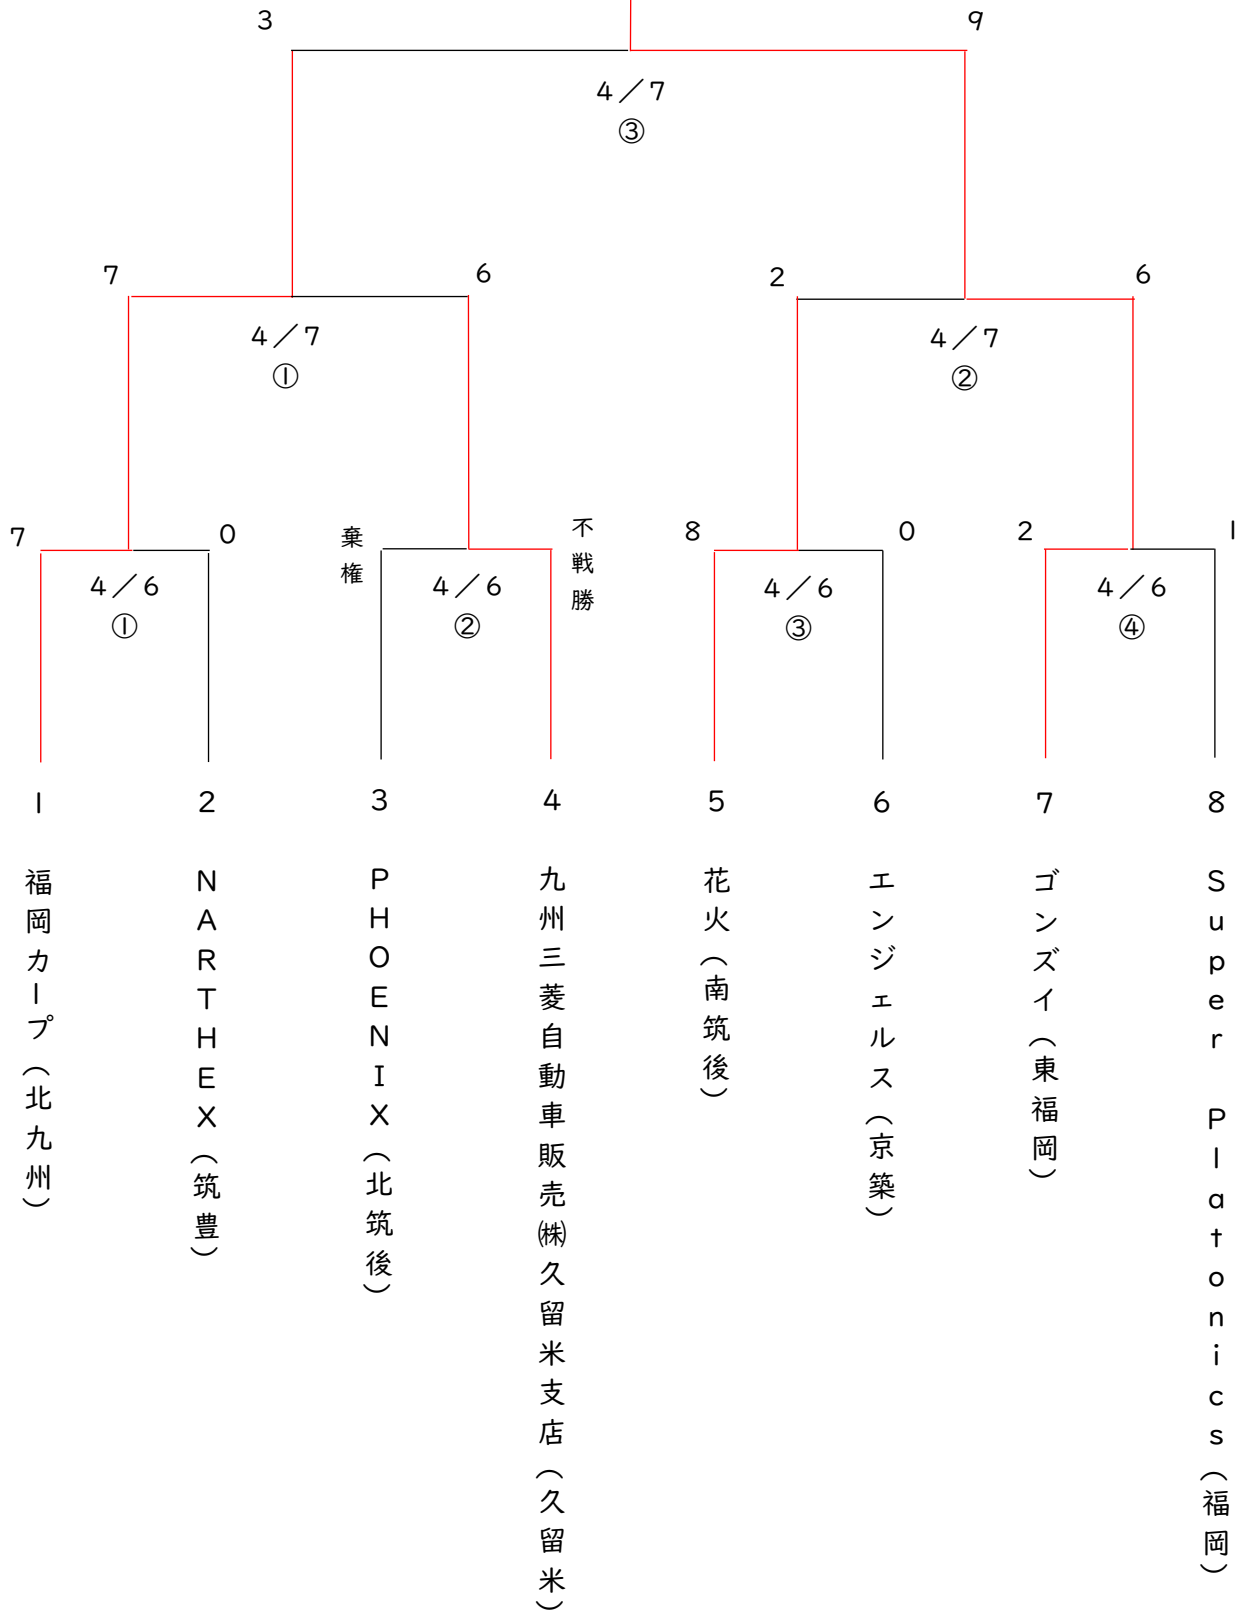 3
9
4／7
③
7
6
2
6
4／7
①
4／7
②
7
0
棄権
不戦勝
8
0
2
1
4／6
①
4／6
②
4／6
③
4／6
④
1 福岡カープ（北九州）
2 NARTHEX（筑豊）
3 PHOENIX（北筑後）
4 九州三菱自動車販売㈱久留米支店（久留米）
5 花火（南筑後）
6 エンジェルス（京築）
7 ゴンズイ（東福岡）
8 Super Platonics（福岡）